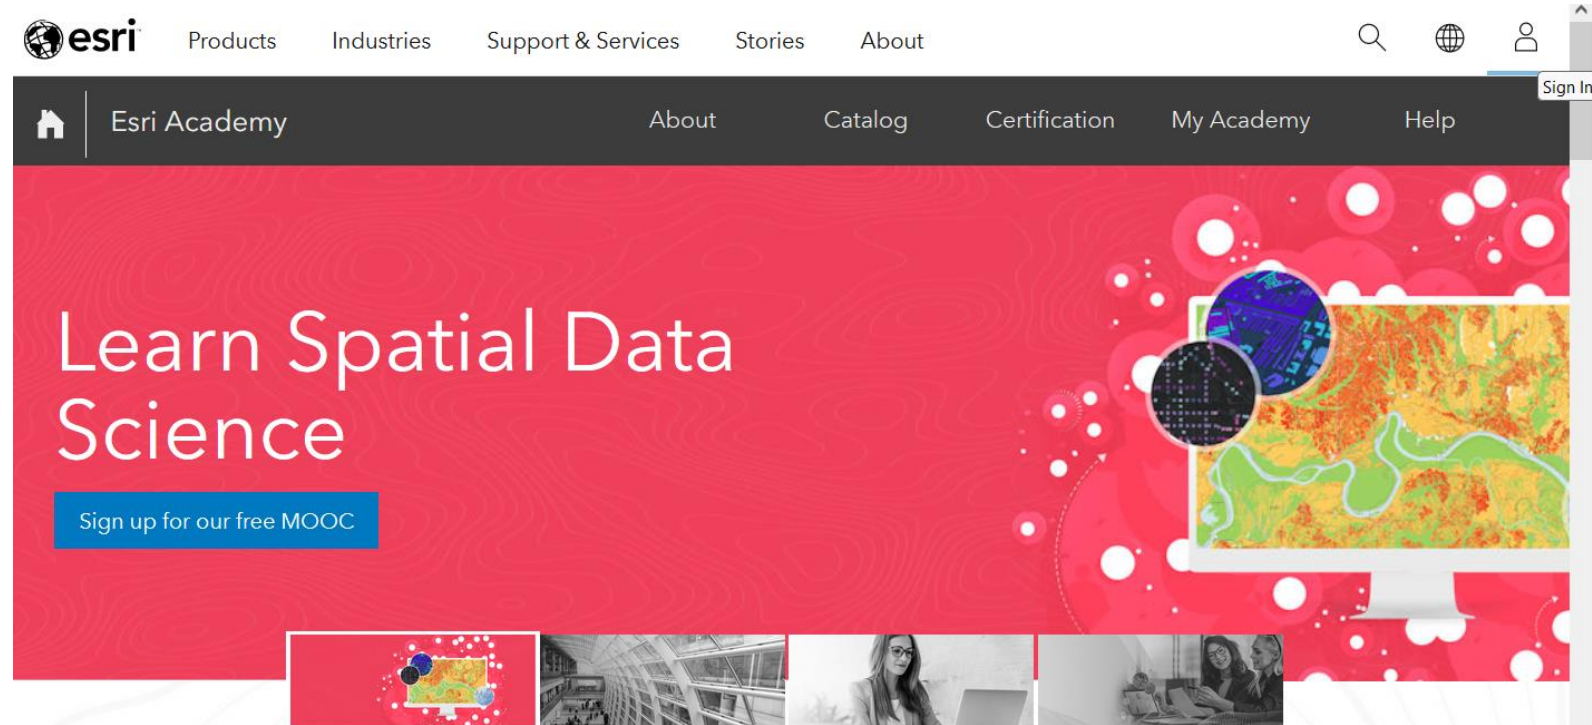 esri
Products Industries Support & Services Stories About
Sign In
Esri Academy About Catalog Certification My Academy Help
Learn Spatial Data
Science
Sign up for our free MOOC